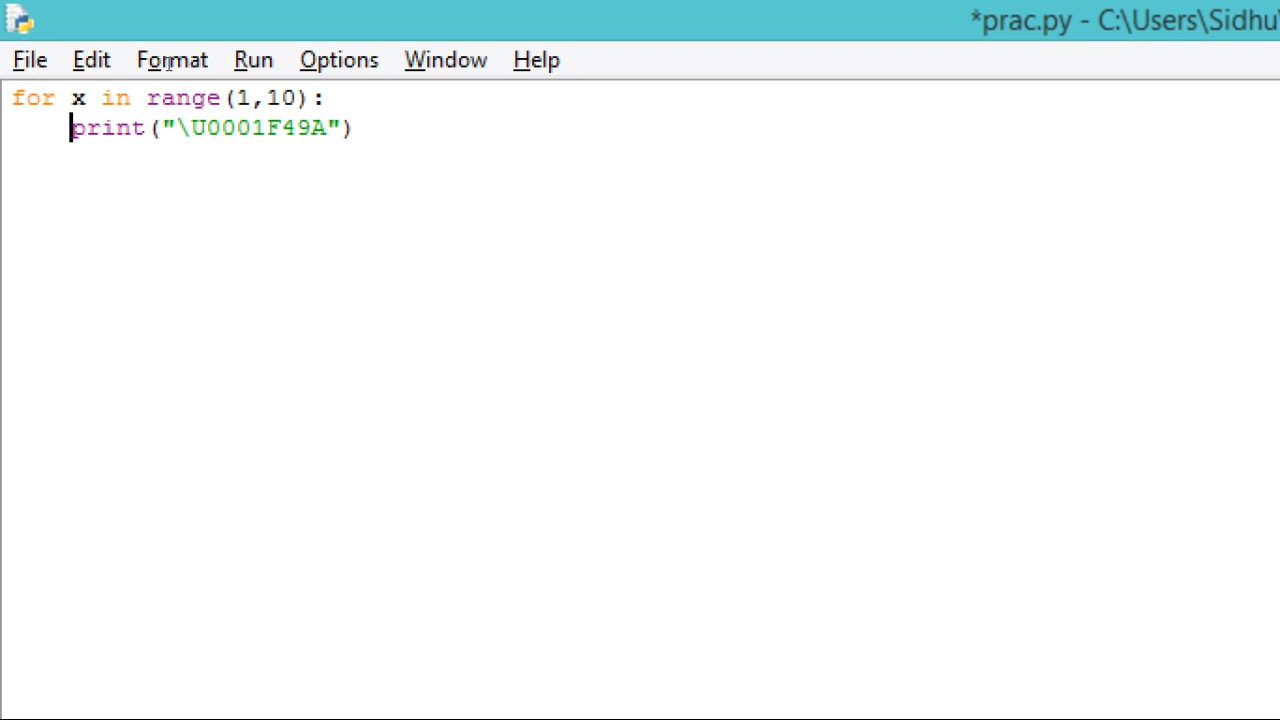 *prac.py - C:\Users\Sidhu\
File Edit Format Run Options Window Help
for x in range(1,10):
    print("\U0001F49A")